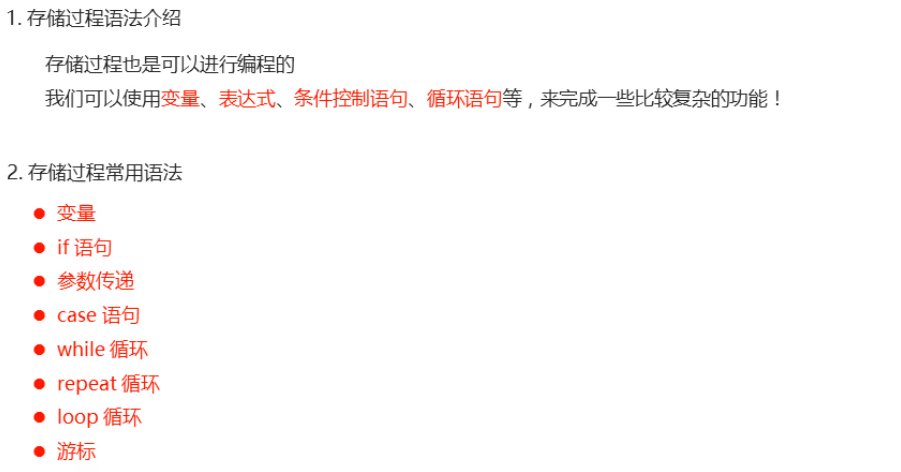 1. 存储过程语法介绍
存储过程也是可以进行编程的
我们可以使用变量、表达式、条件控制语句、循环语句等，来完成一些比较复杂的功能！
2. 存储过程常用语法
● 变量
● if 语句
● 参数传递
● case 语句
● while 循环
● repeat 循环
● loop 循环
● 游标